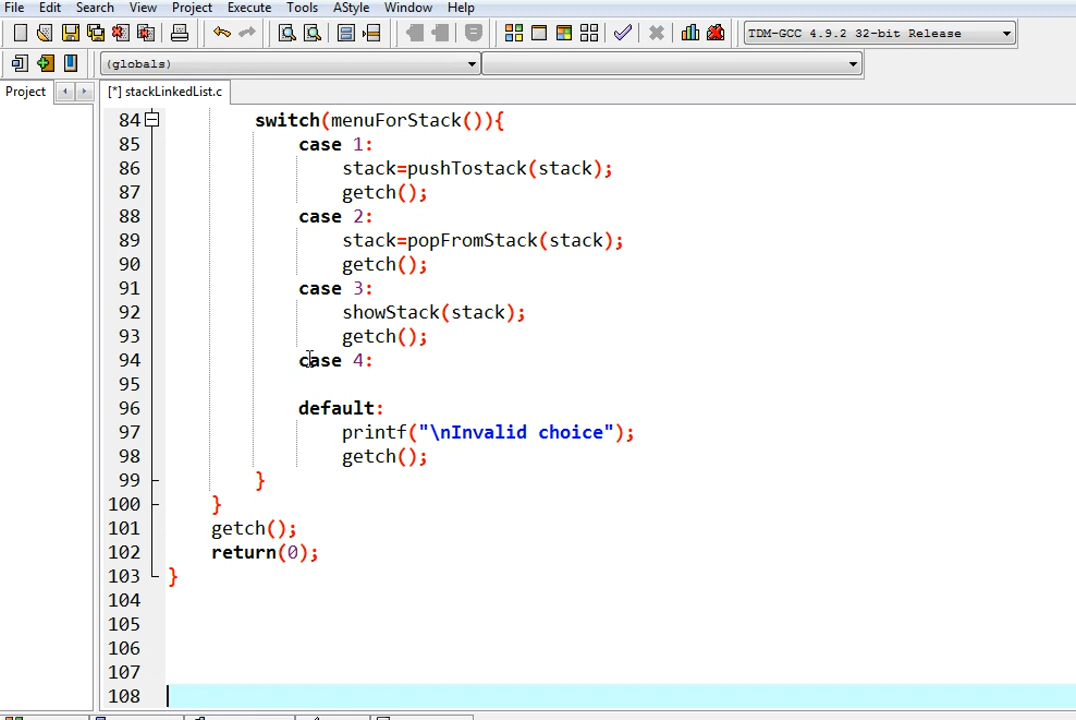 File Edit Search View Project Execute Tools AStyle Window Help
TDM-GCC 4.9.2 32-bit Release
(globals)
Project [*] stackLinkedList.c
84 switch(menuForStack()){
85 case 1:
86 stack=pushTostack(stack);
87 getch();
88 case 2:
89 stack=popFromStack(stack);
90 getch();
91 case 3:
92 showStack(stack);
93 getch();
94 case 4:
95
96 default:
97 printf("\nInvalid choice");
98 getch();
99 }
100 }
101 getch();
102 return(0);
103 }
104
105
106
107
108